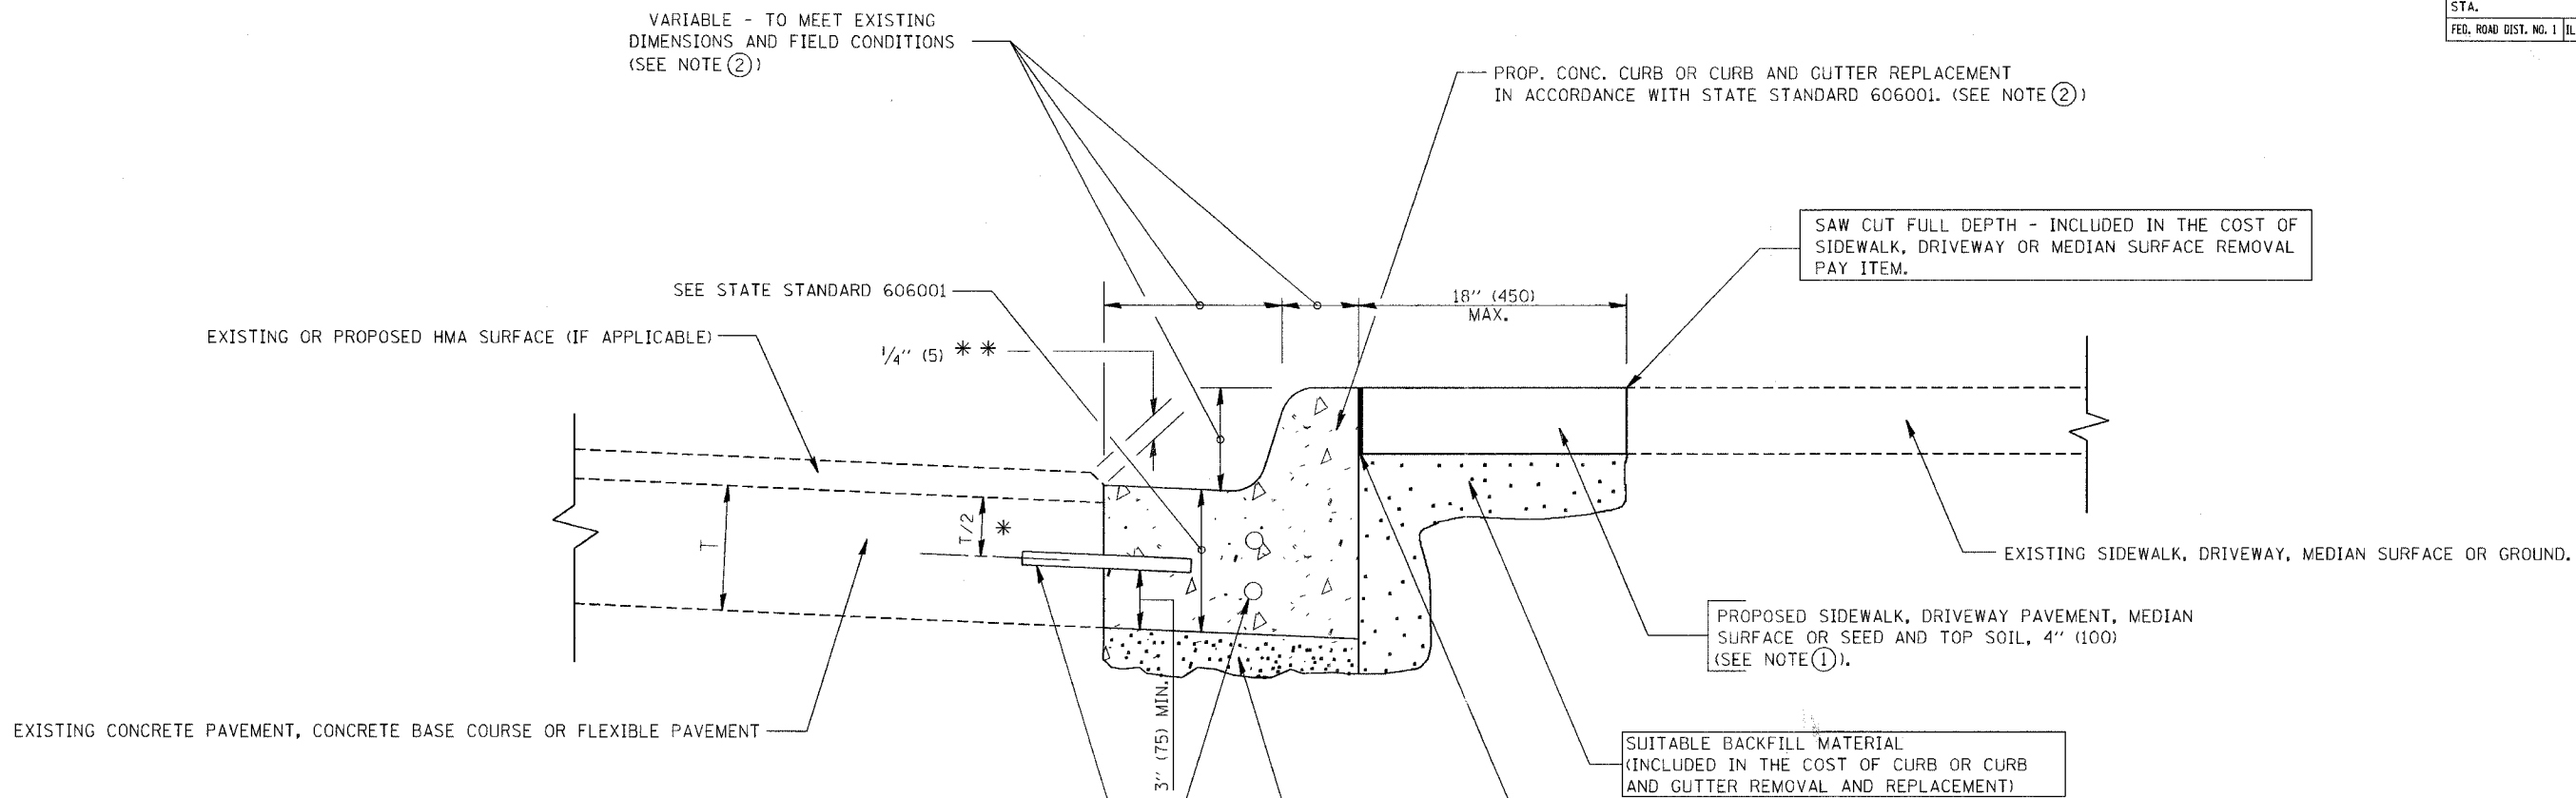 STA.
FED. ROAD DIST. NO. 1
VARIABLE - TO MEET EXISTING
DIMENSIONS AND FIELD CONDITIONS
(SEE NOTE ②)
PROP. CONC. CURB OR CURB AND GUTTER REPLACEMENT
IN ACCORDANCE WITH STATE STANDARD 606001. (SEE NOTE ②)
SAW CUT FULL DEPTH - INCLUDED IN THE COST OF
SIDEWALK, DRIVEWAY OR MEDIAN SURFACE REMOVAL
PAY ITEM.
SEE STATE STANDARD 606001
18" (450)
MAX.
EXISTING OR PROPOSED HMA SURFACE (IF APPLICABLE)
1/4" (5) * *
T
T/2 *
EXISTING SIDEWALK, DRIVEWAY, MEDIAN SURFACE OR GROUND.
PROPOSED SIDEWALK, DRIVEWAY PAVEMENT, MEDIAN
SURFACE OR SEED AND TOP SOIL, 4" (100)
(SEE NOTE ①).
3" (75) MIN.
EXISTING CONCRETE PAVEMENT, CONCRETE BASE COURSE OR FLEXIBLE PAVEMENT
SUITABLE BACKFILL MATERIAL
(INCLUDED IN THE COST OF CURB OR CURB
AND GUTTER REMOVAL AND REPLACEMENT)